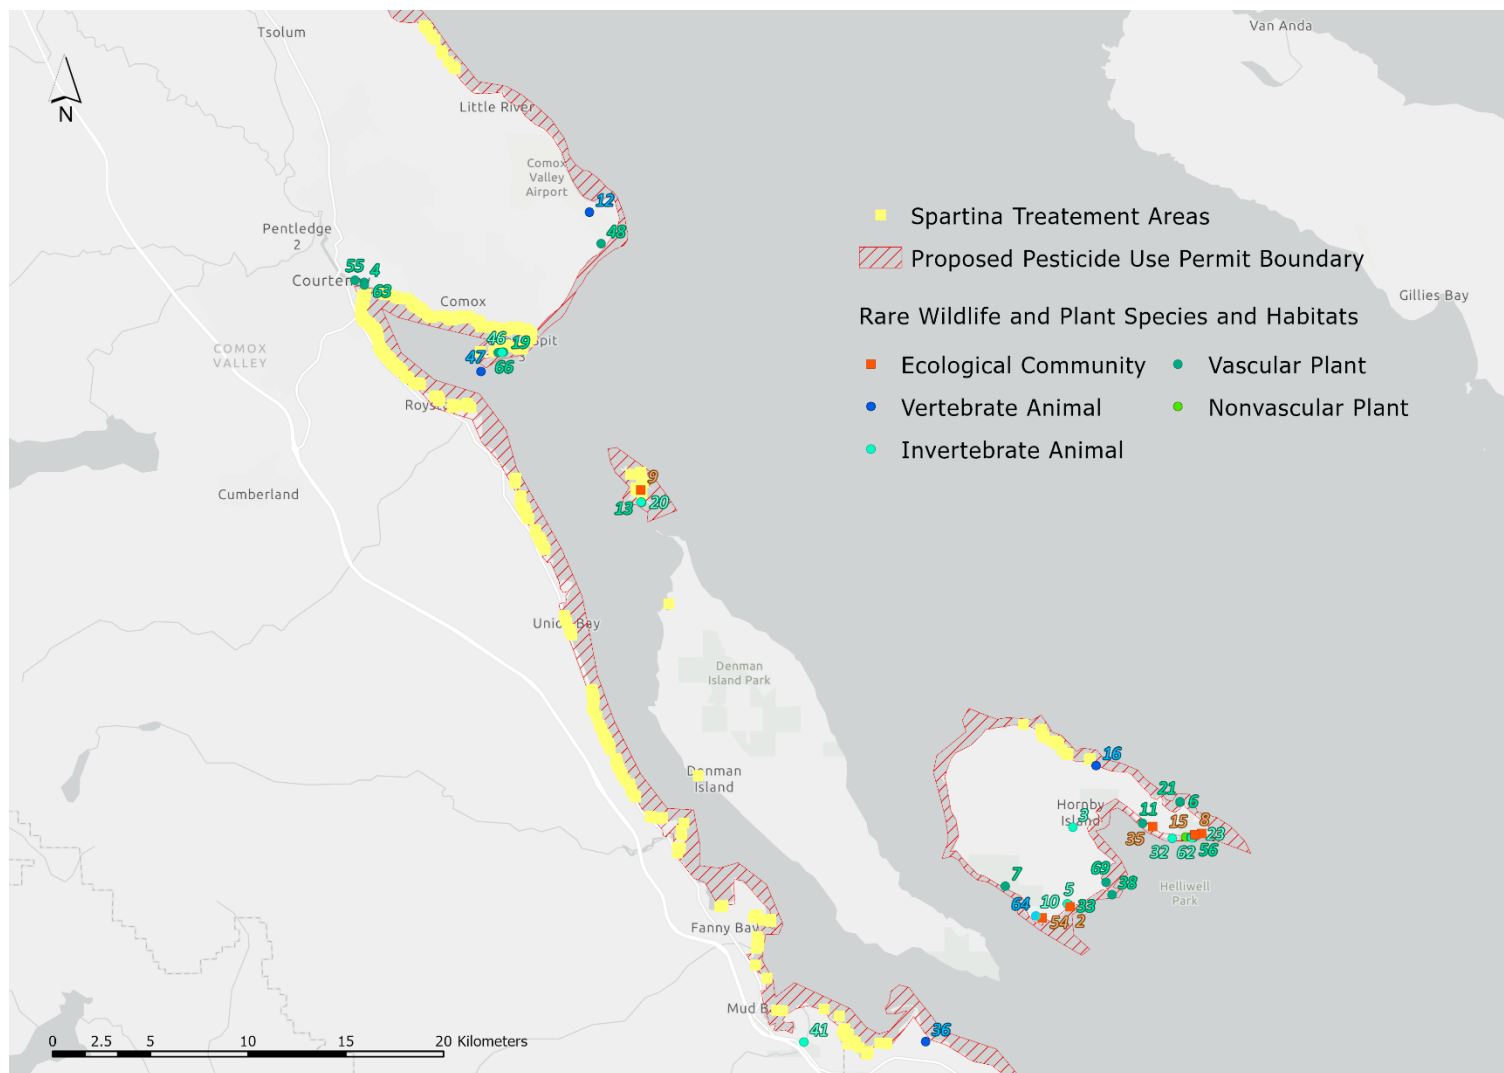 Tsolum
Van Anda
N
Little River
Comox
Valley
Airport
12
48
Spartina Treatement Areas
Proposed Pesticide Use Permit Boundary
Gillies Bay
Rare Wildlife and Plant Species and Habitats
Ecological Community
Vascular Plant
Vertebrate Animal
Nonvascular Plant
Invertebrate Animal
Pentledge
2
55 4
Courten
63
Comox
46 19
Spit
3
47
66
COMOX
VALLEY
Roys
Cumberland
9
13 20
Union Bay
Denman
Island Park
Denman
Island
16
21
6
Hornby
Island
3
11
15 8
35
23
32 62 56
7
69
38
5
Helliwell
Park
64
10
33
54 2
Fanny Bay
Mud B
41
36
0 2.5 5 10 15 20 Kilometers